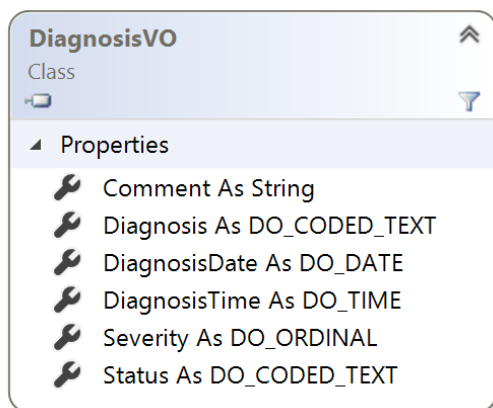 DiagnosisVO
Class
Properties
Comment As String
Diagnosis As DO_CODED_TEXT
DiagnosisDate As DO_DATE
DiagnosisTime As DO_TIME
Severity As DO_ORDINAL
Status As DO_CODED_TEXT